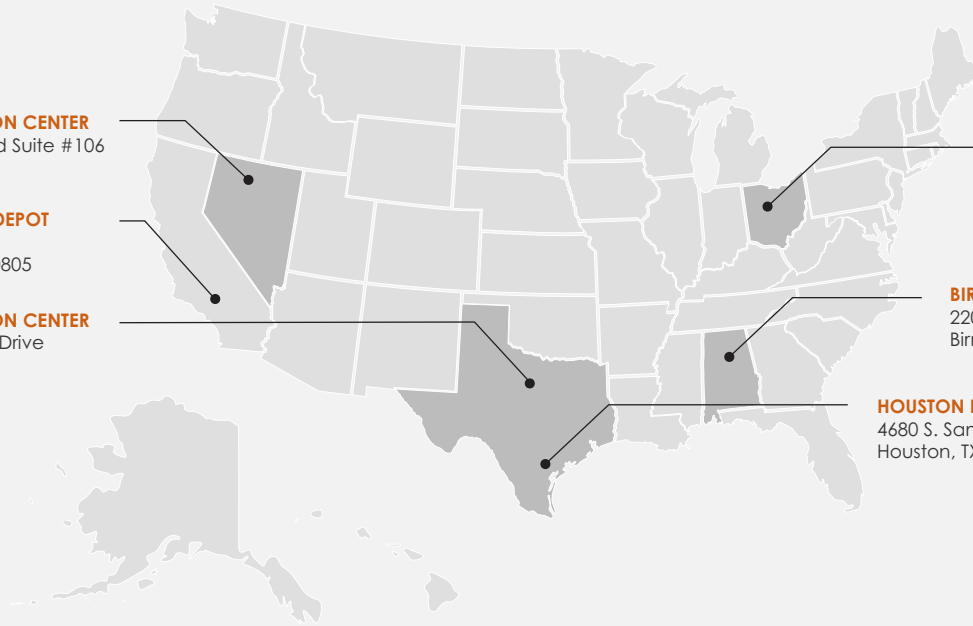 ON CENTER
d Suite #106
DEPOT
805
ON CENTER
Drive
BIR
220
Birr
HOUSTON
4680 S. San
Houston, TX